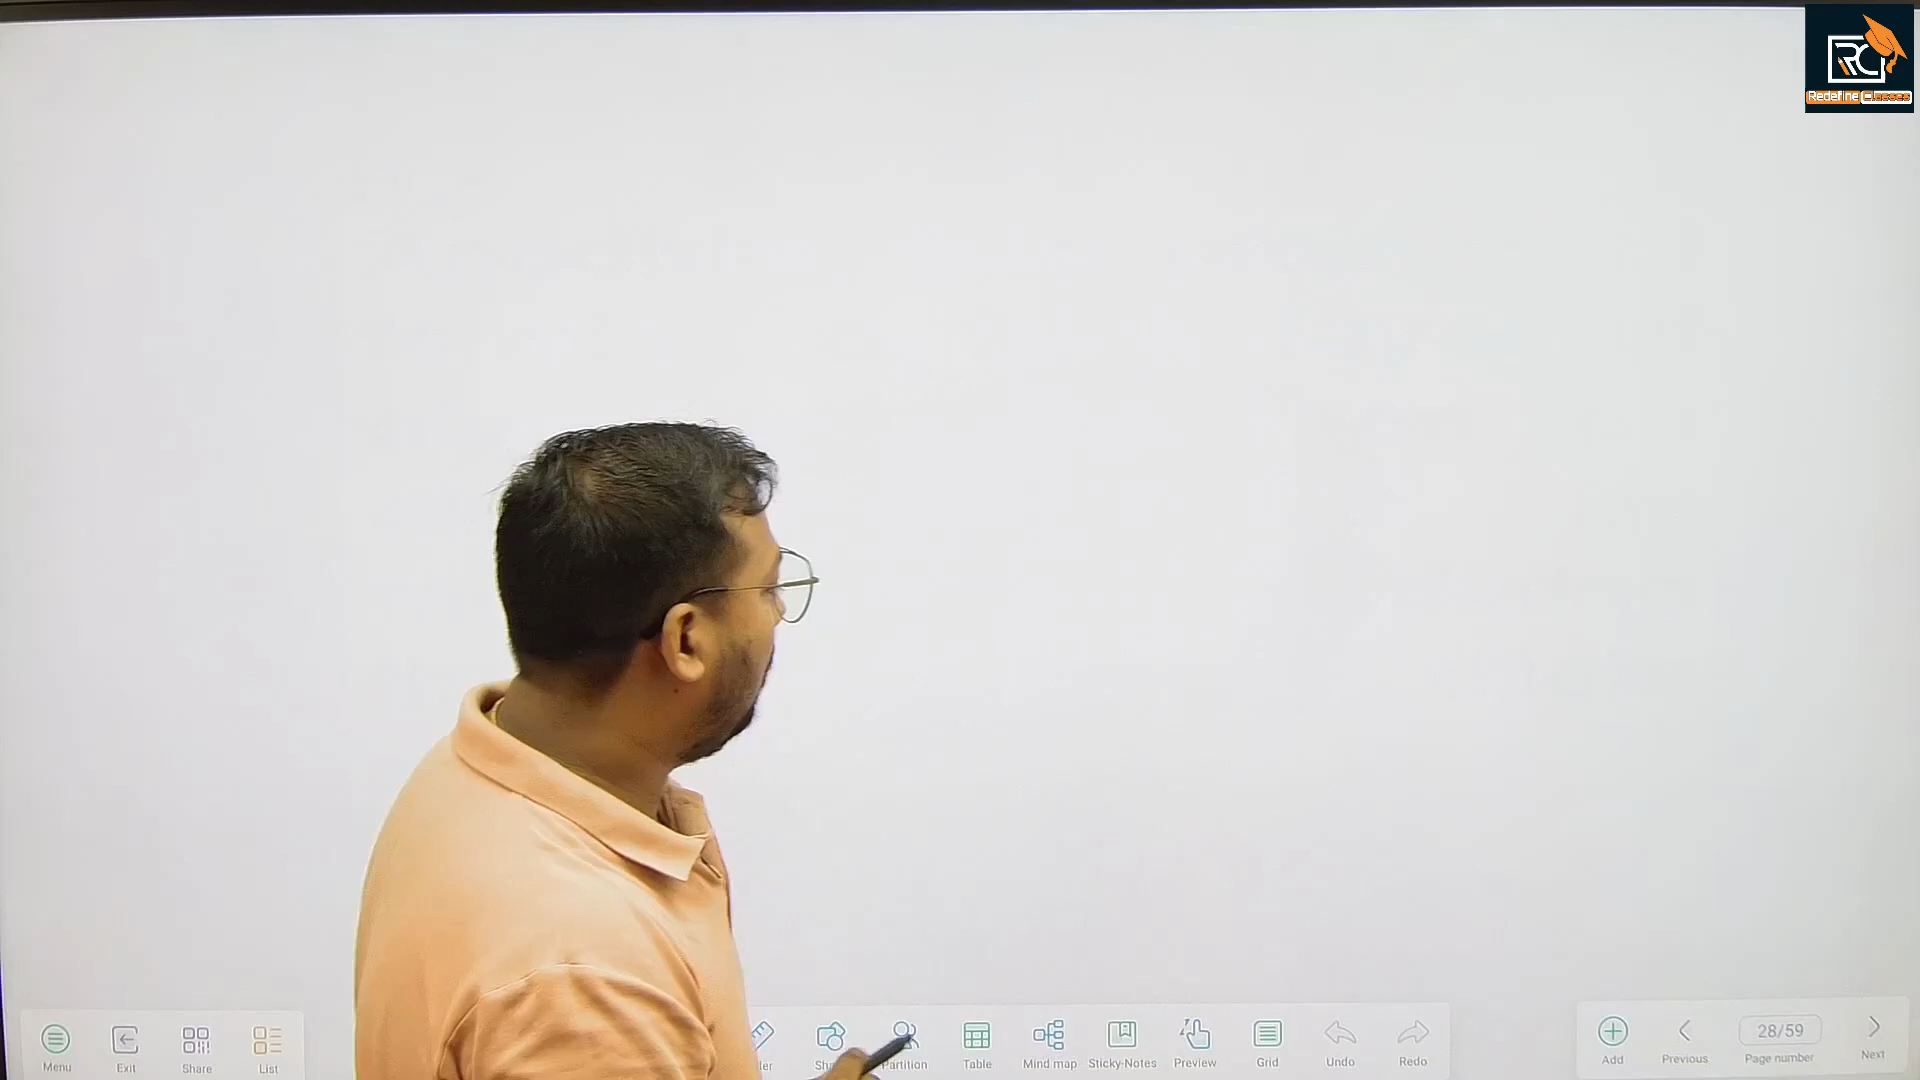 RC
Redefine Classes
Menu
Exit
Share
List
Partition
Table
Mind map
Sticky-Notes
Preview
Grid
Undo
Redo
Add
Previous
28/59
Page number
Next